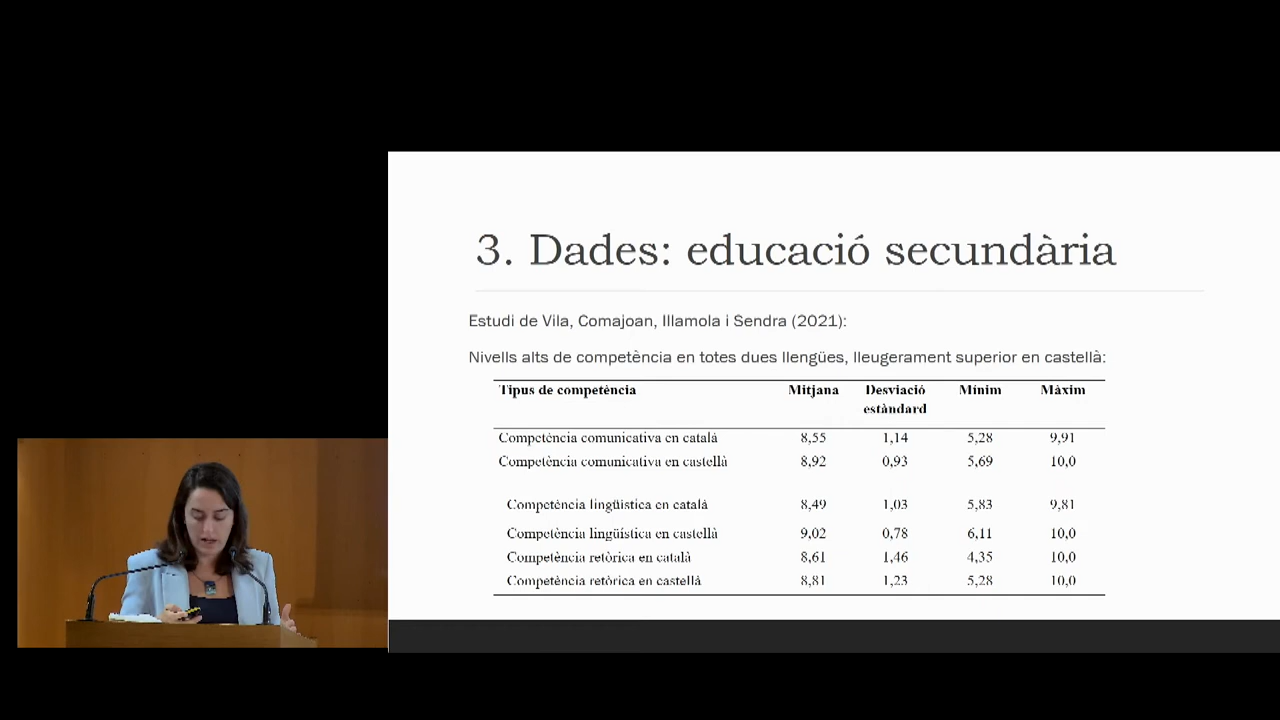 3. Dades: educació secundària
Estudi de Vila, Comajoan, Illamola i Sendra (2021):
Nivells alts de competència en totes dues llengües, lleugerament superior en castellà:
Tipus de competència Mitjana Desviació estàndard Mínim Màxim
Competència comunicativa en català 8,55 1,14 5,28 9,91
Competència comunicativa en castellà 8,92 0,93 5,69 10,0
Competència lingüística en català 8,49 1,03 5,83 9,81
Competència lingüística en castellà 9,02 0,78 6,11 10,0
Competència retòrica en català 8,61 1,46 4,35 10,0
Competència retòrica en castellà 8,81 1,23 5,28 10,0